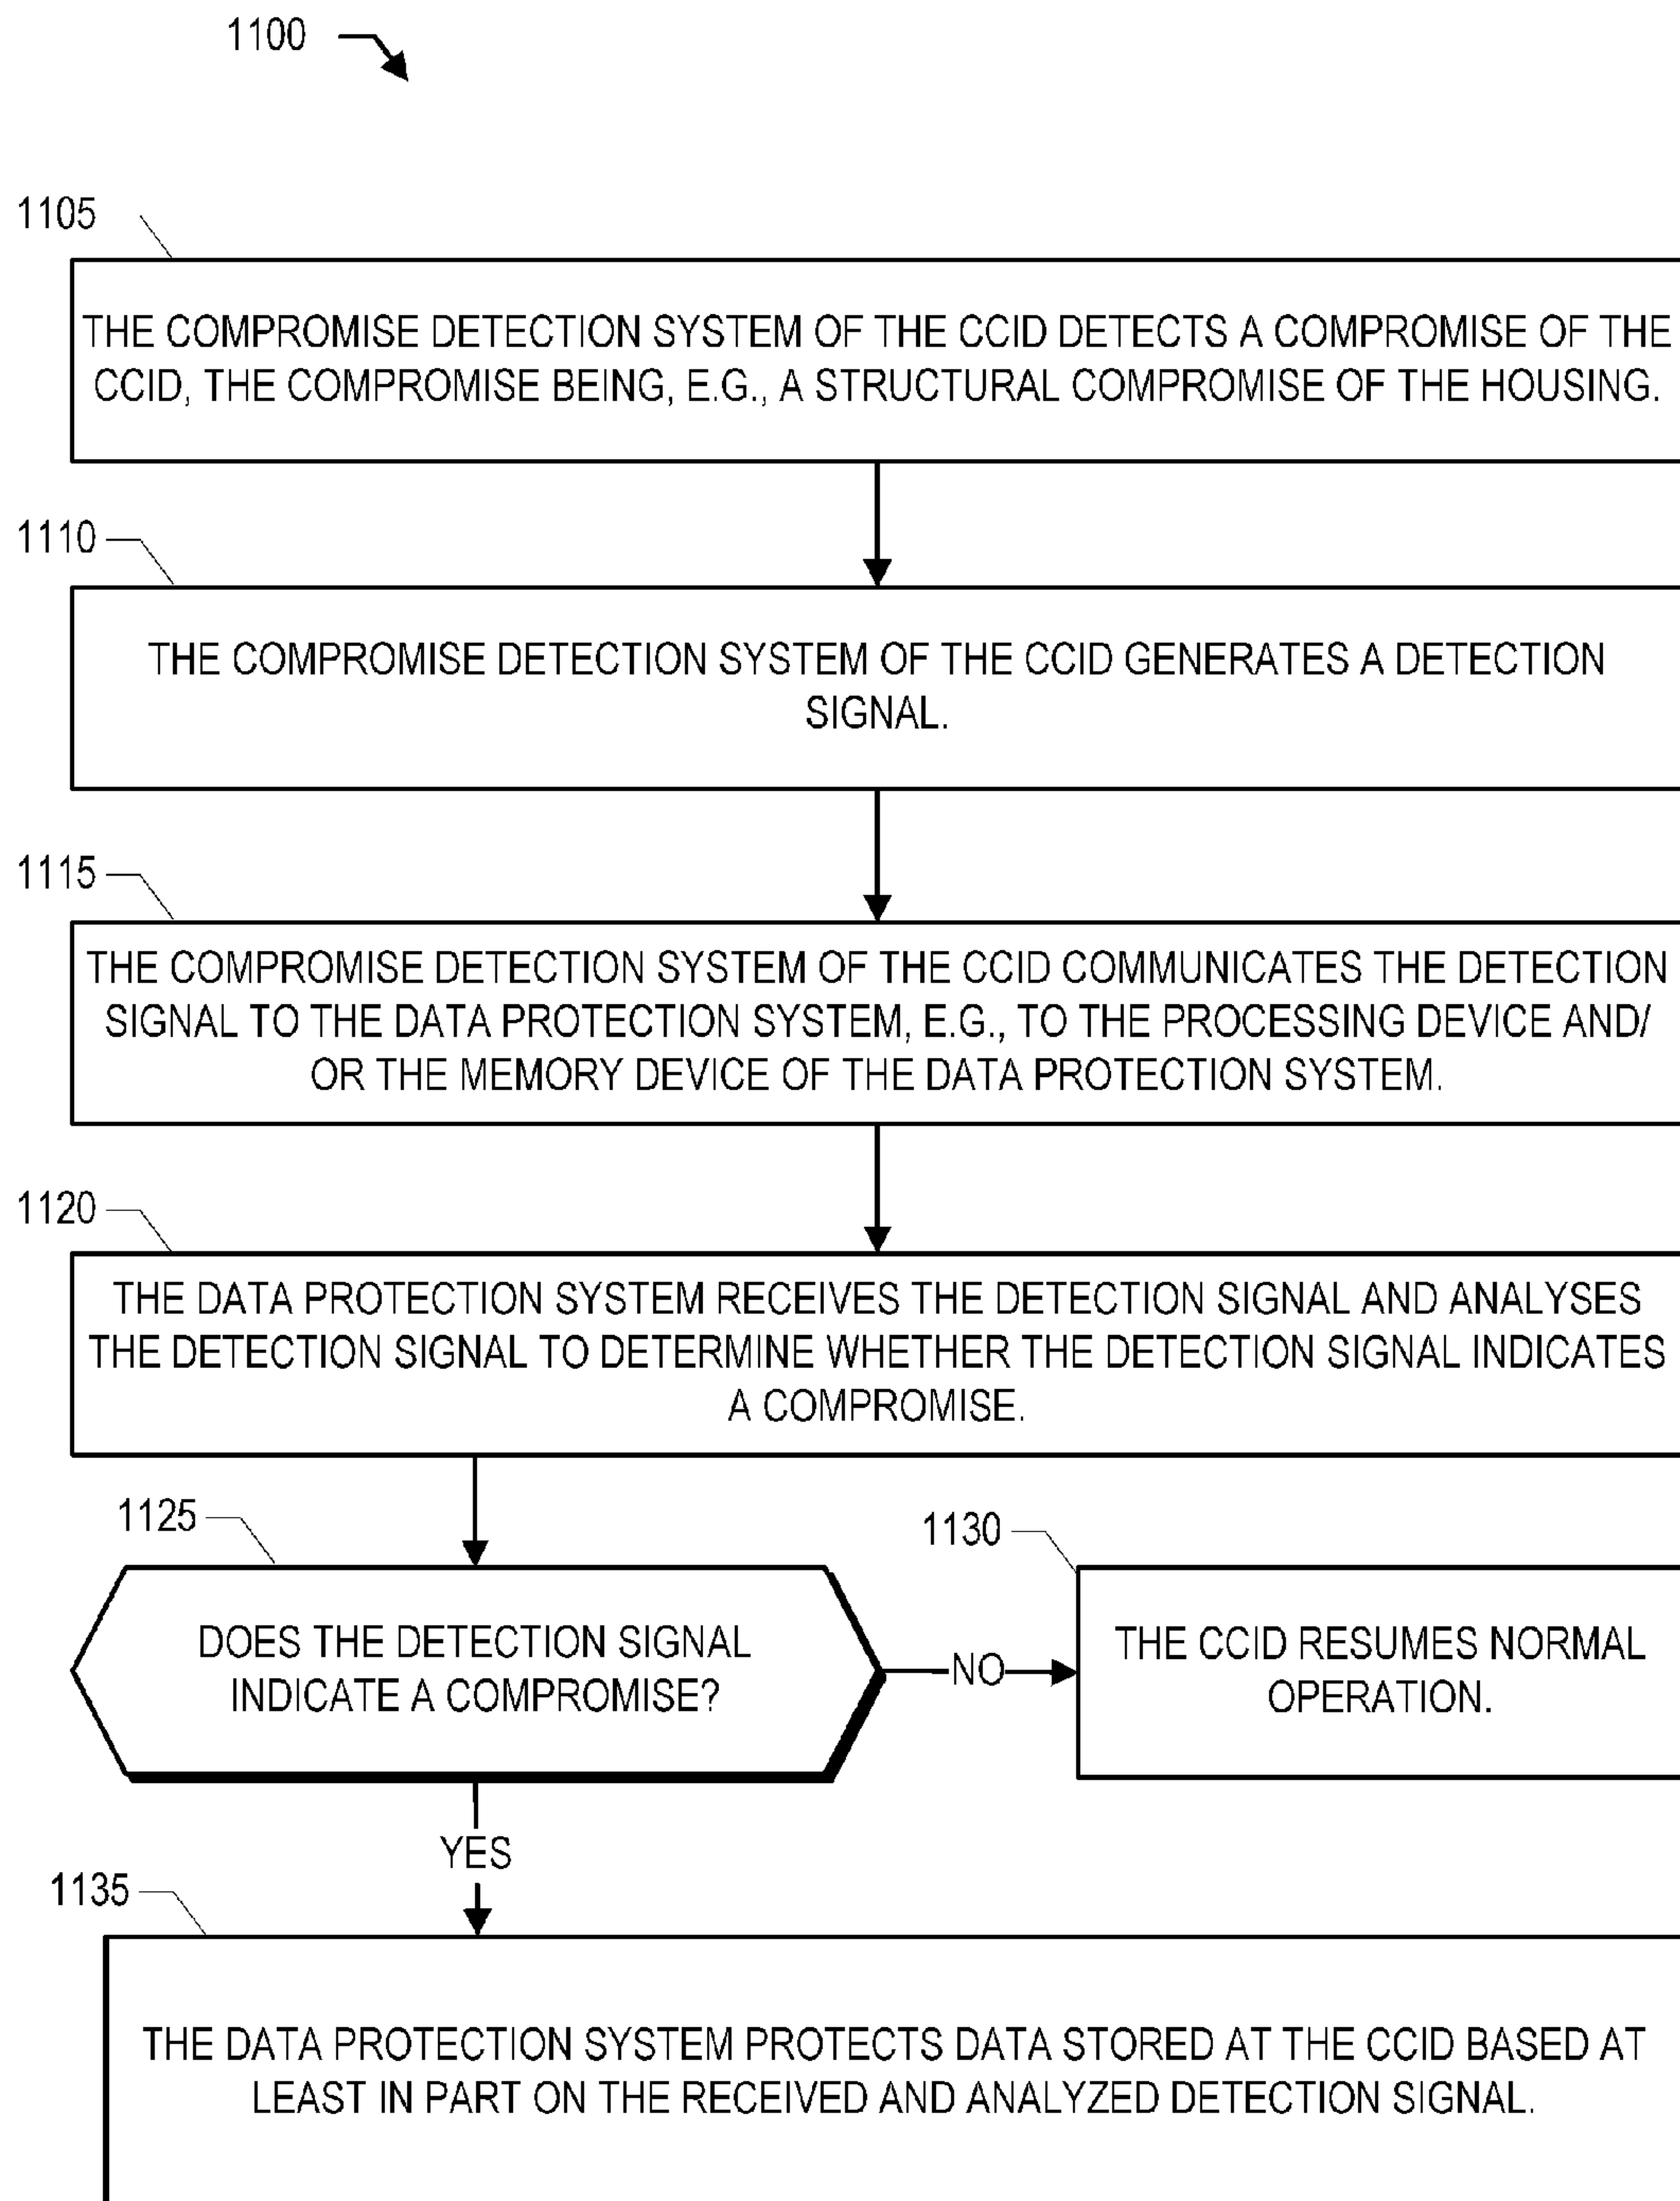 1100
1105
THE COMPROMISE DETECTION SYSTEM OF THE CCID DETECTS A COMPROMISE OF THE
CCID, THE COMPROMISE BEING, E.G., A STRUCTURAL COMPROMISE OF THE HOUSING.
1110
THE COMPROMISE DETECTION SYSTEM OF THE CCID GENERATES A DETECTION
SIGNAL.
1115
THE COMPROMISE DETECTION SYSTEM OF THE CCID COMMUNICATES THE DETECTION
SIGNAL TO THE DATA PROTECTION SYSTEM, E.G., TO THE PROCESSING DEVICE AND/
OR THE MEMORY DEVICE OF THE DATA PROTECTION SYSTEM.
1120
THE DATA PROTECTION SYSTEM RECEIVES THE DETECTION SIGNAL AND ANALYSES
THE DETECTION SIGNAL TO DETERMINE WHETHER THE DETECTION SIGNAL INDICATES
A COMPROMISE.
1125
DOES THE DETECTION SIGNAL
INDICATE A COMPROMISE?
NO
1130
THE CCID RESUMES NORMAL
OPERATION.
YES
1135
THE DATA PROTECTION SYSTEM PROTECTS DATA STORED AT THE CCID BASED AT
LEAST IN PART ON THE RECEIVED AND ANALYZED DETECTION SIGNAL.